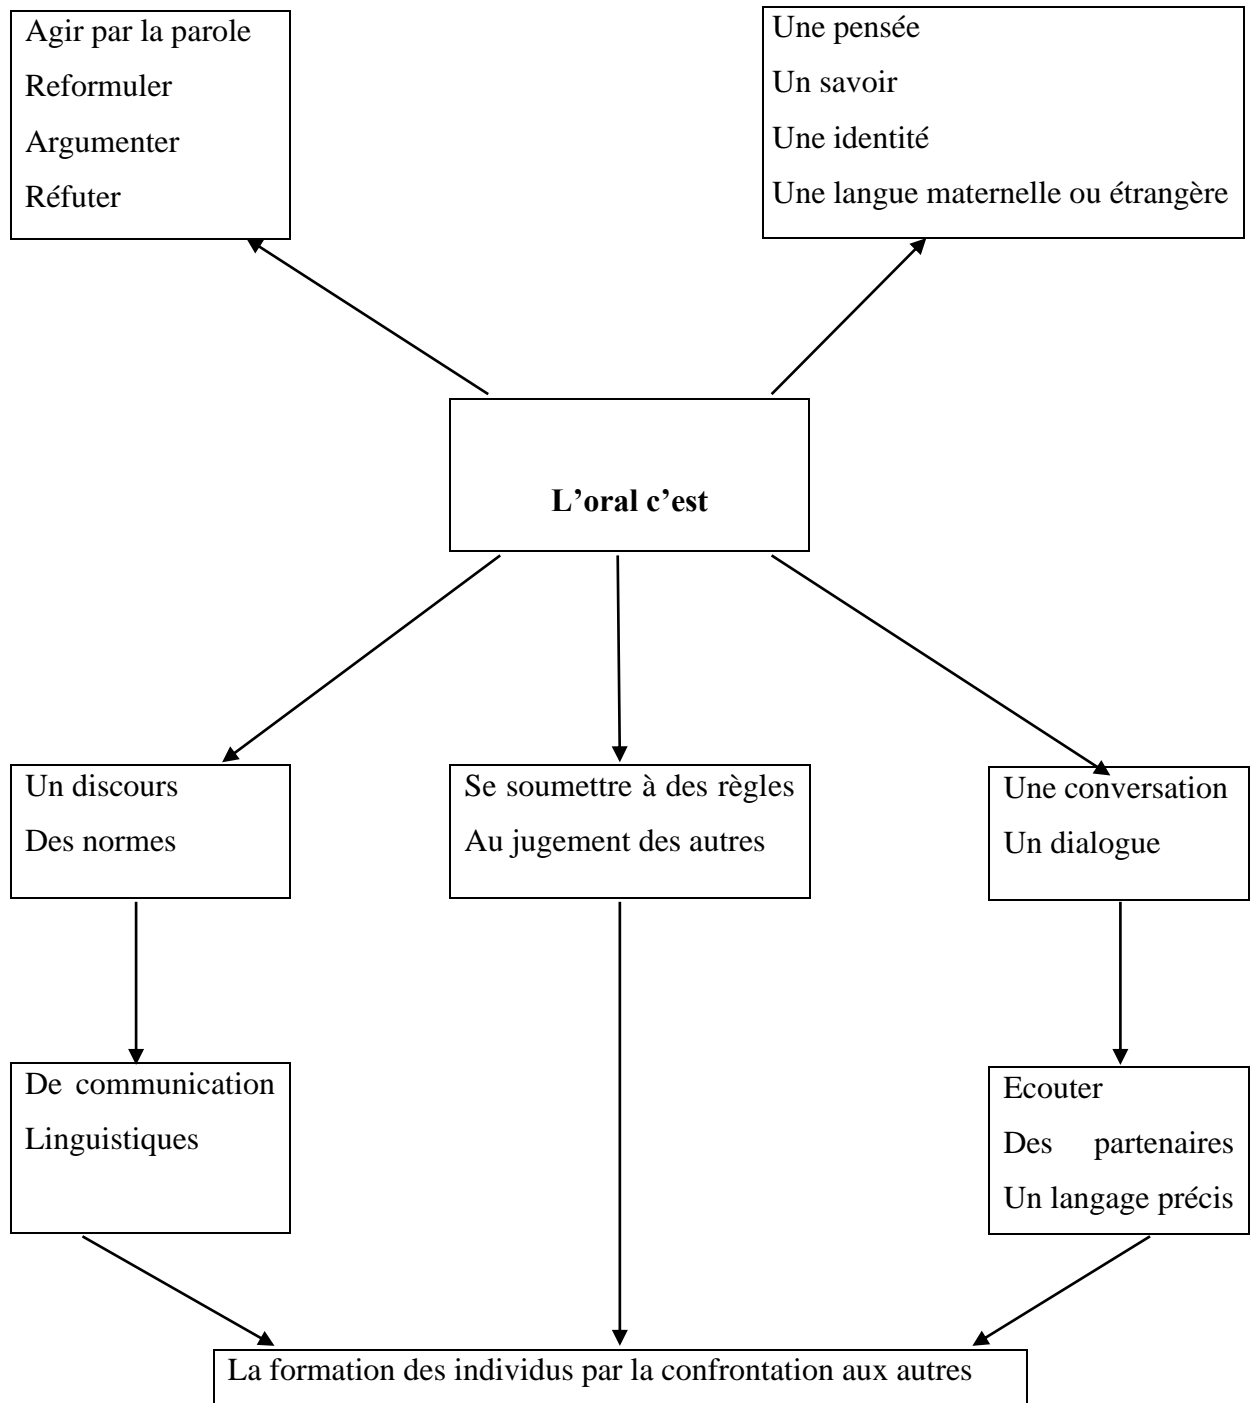 Agir par la parole
Reformuler
Argumenter
Réfuter
Une pensée
Un savoir
Une identité
Une langue maternelle ou étrangère
L’oral c’est
Un discours
Des normes
Se soumettre à des règles
Au jugement des autres
Une conversation
Un dialogue
De communication
Linguistiques
Ecouter
Des partenaires
Un langage précis
La formation des individus par la confrontation aux autres